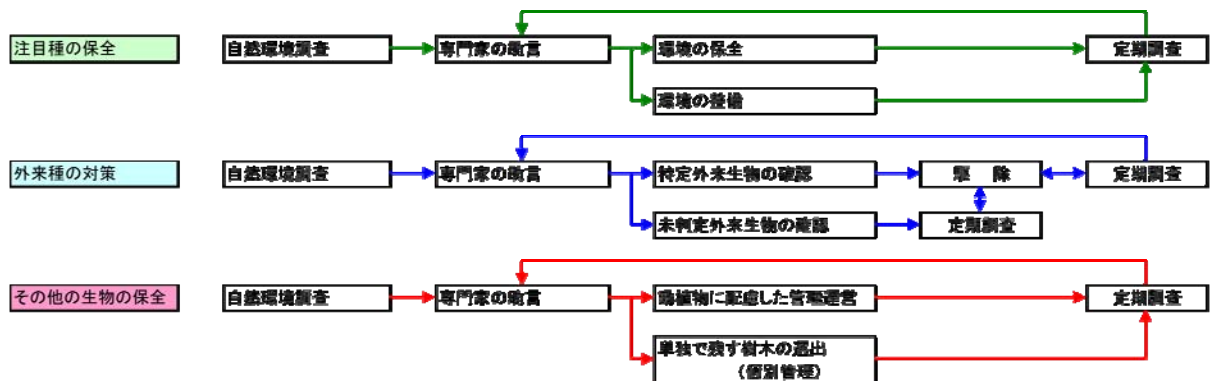 注目種の保全
自然環境調査
専門家の助言
環境の保全
定期調査
環境の整備
外来種の対策
自然環境調査
専門家の助言
特定外来生物の確認
駆 除
定期調査
未判定外来生物の確認
定期調査
その他の生物の保全
自然環境調査
専門家の助言
動植物に配慮した管理運営
定期調査
単独で残す樹木の選出
(個別管理)